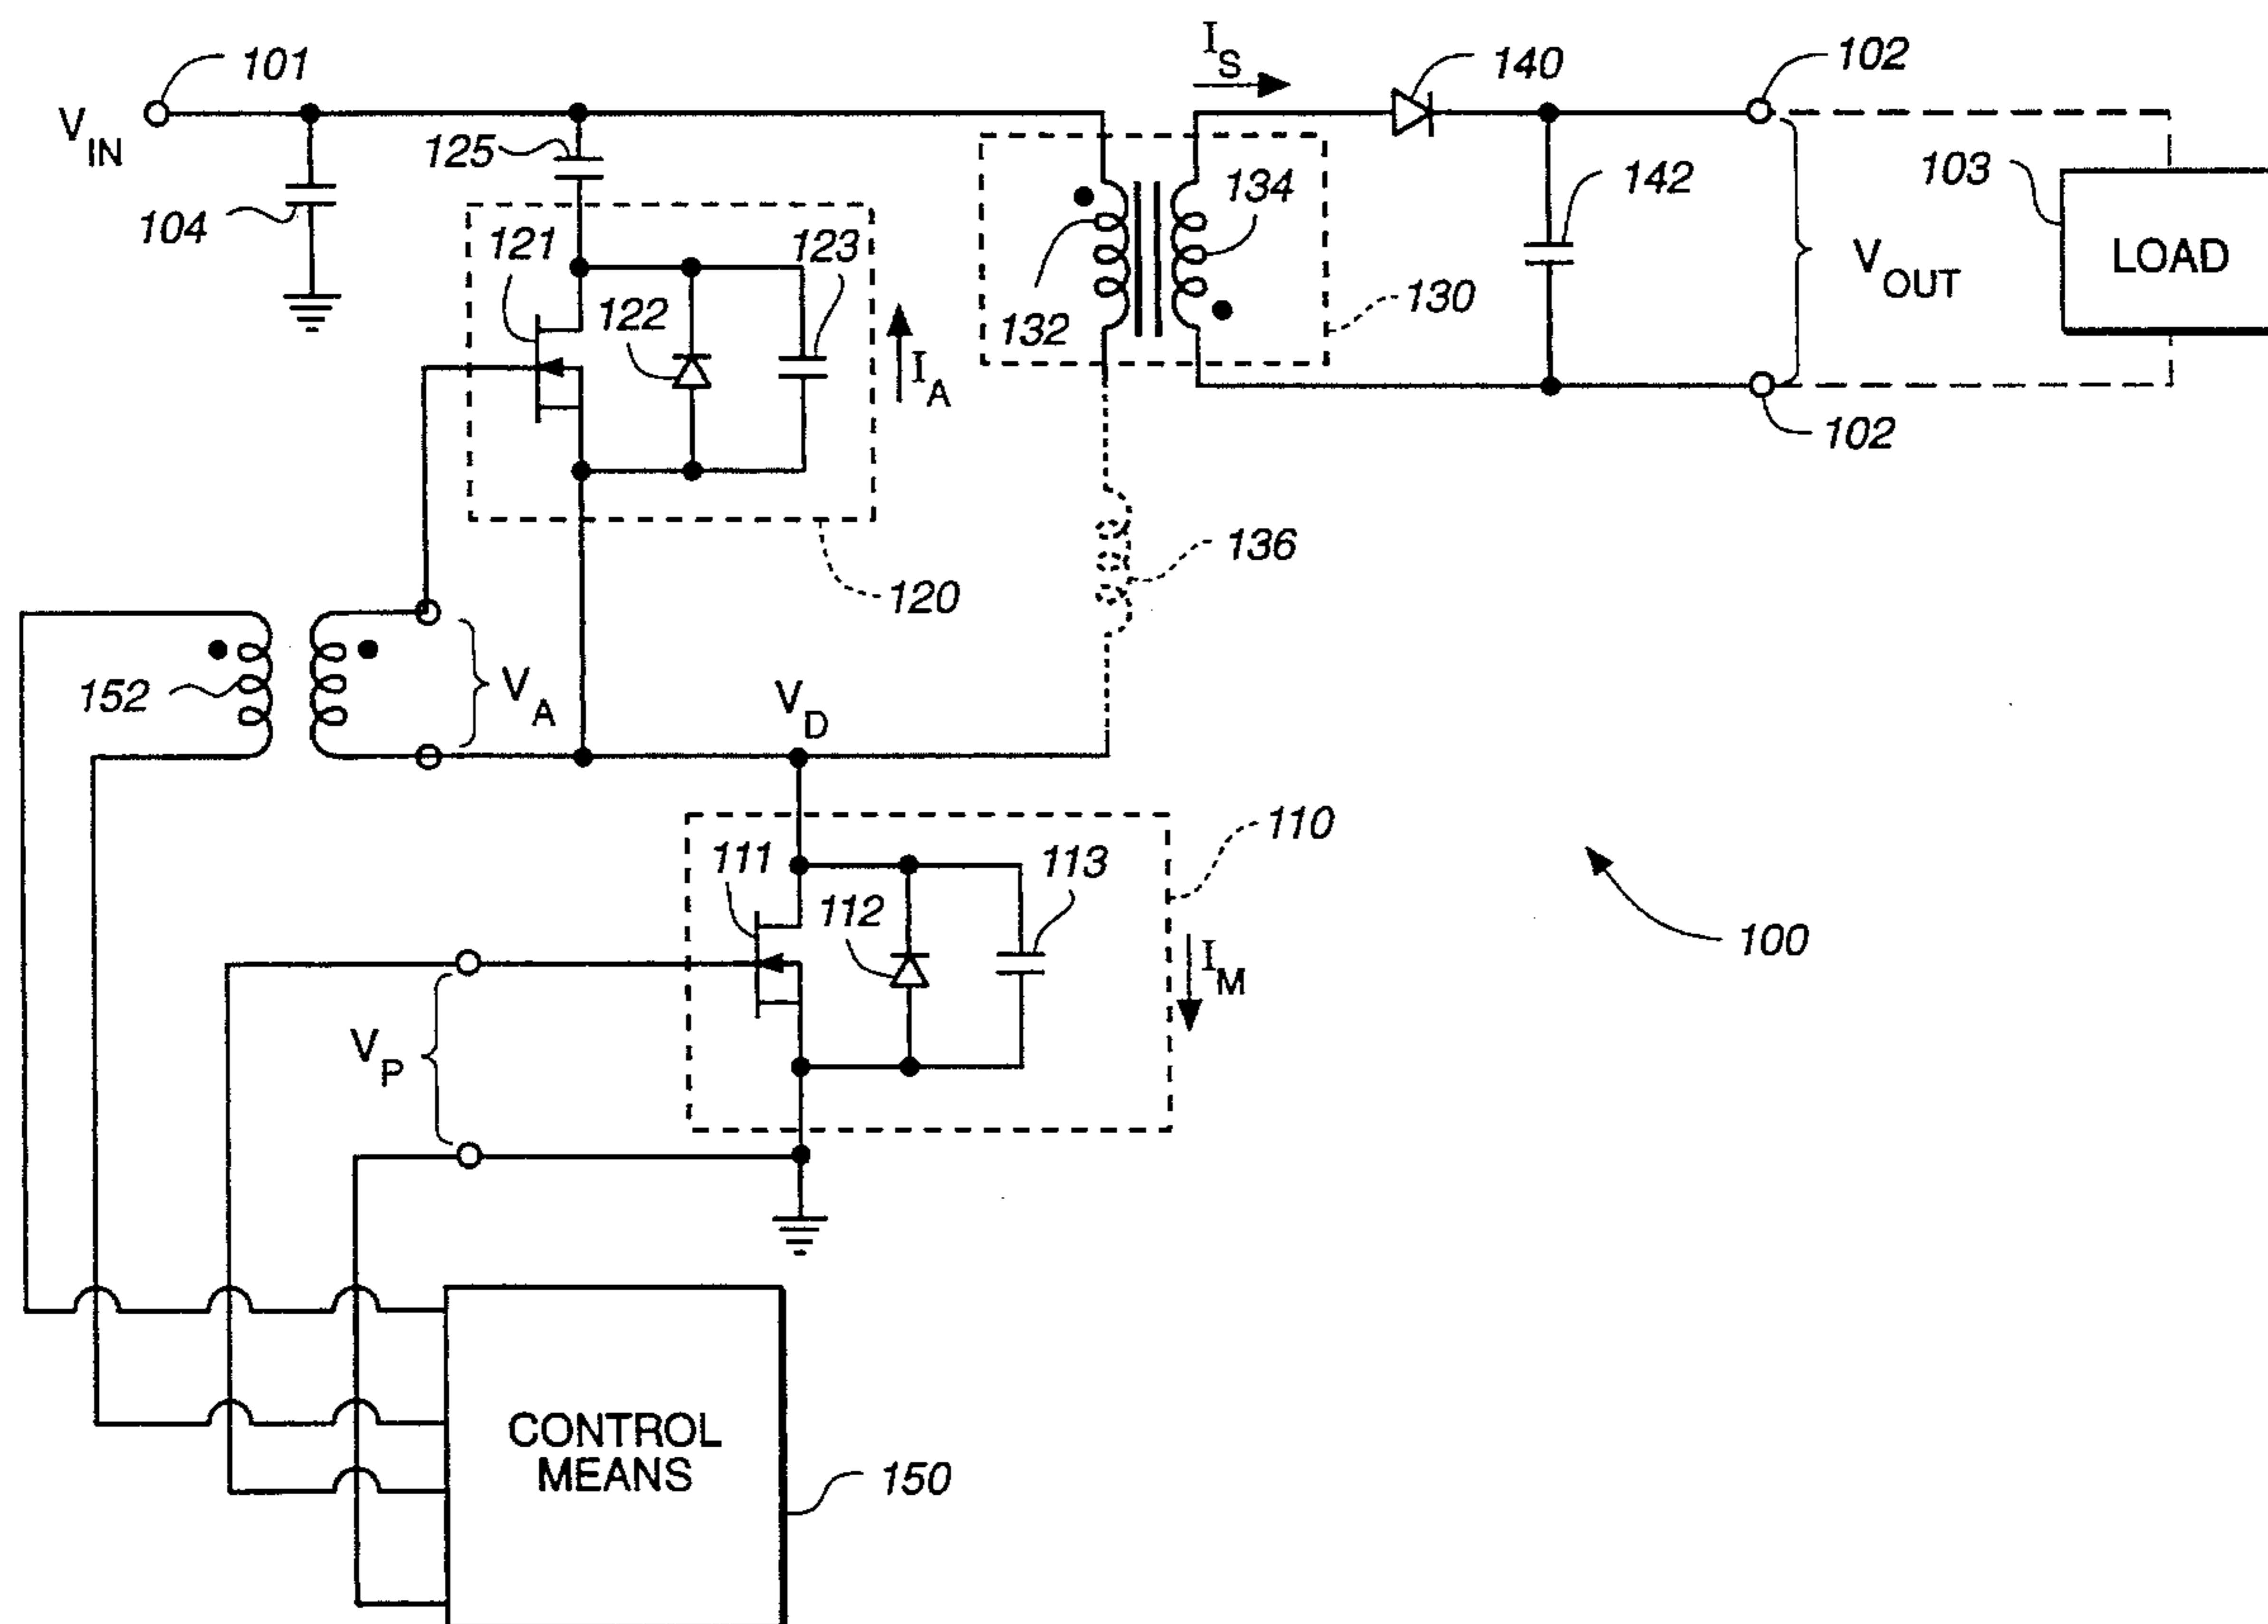 101
I_S
140
102
V_IN
125
104
121
123
122
I_A
132
134
130
142
V_OUT
103
LOAD
102
120
136
152
V_A
V_D
110
111
113
112
I_M
100
V_P
CONTROL
MEANS
150